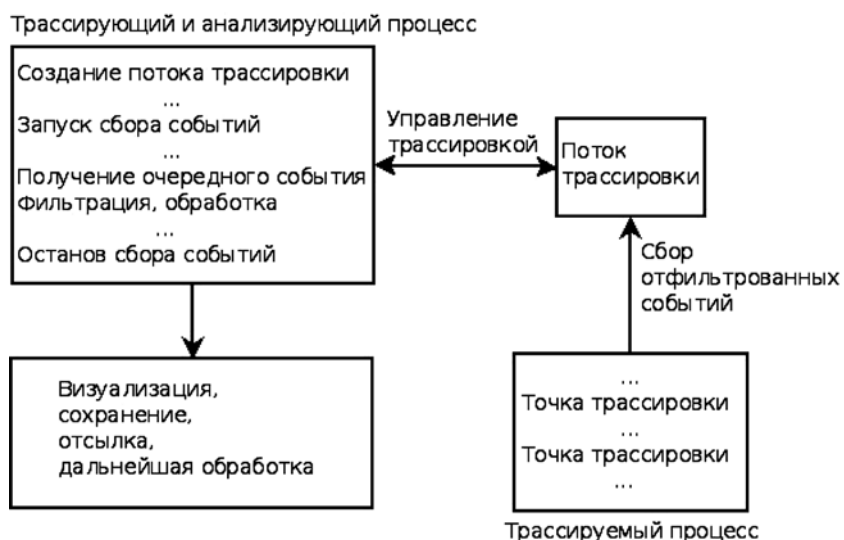 Трассирующий и анализирующий процесс
Создание потока трассировки
...
Запуск сбора событий
...
Получение очередного события
Фильтрация, обработка
...
Останов сбора событий
Управление
трассировкой
Поток
трассировки
Сбор
отфильтрованных
событий
Визуализация,
сохранение,
отсылка,
дальнейшая обработка
...
Точка трассировки
...
Точка трассировки
...
Трассируемый процесс